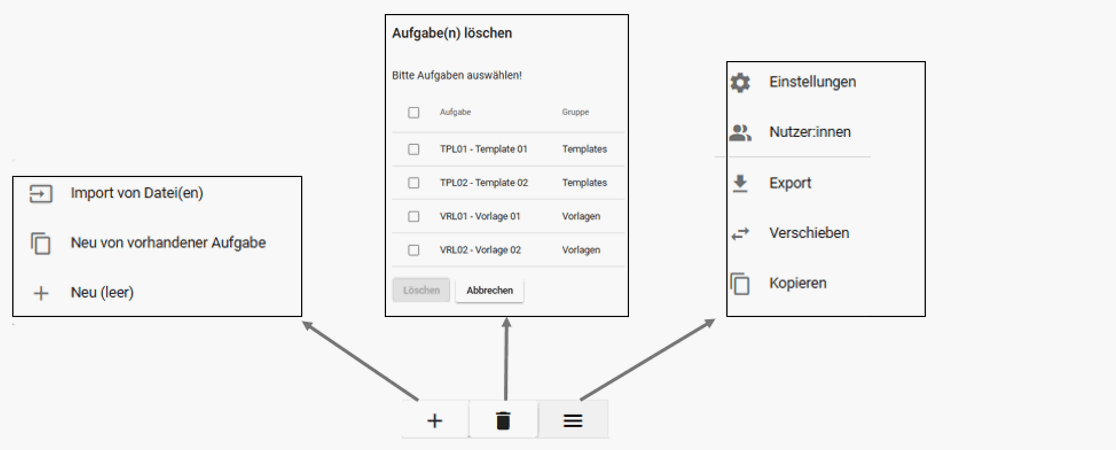 Import von Datei(en)
Neu von vorhandener Aufgabe
Neu (leer)
Aufgabe(n) löschen
Bitte Aufgaben auswählen!
Aufgabe Gruppe
TPL01 - Template 01 Templates
TPL02 - Template 02 Templates
VRL01 - Vorlage 01 Vorlagen
VRL02 - Vorlage 02 Vorlagen
Löschen Abbrechen
Einstellungen
Nutzer:innen
Export
Verschieben
Kopieren